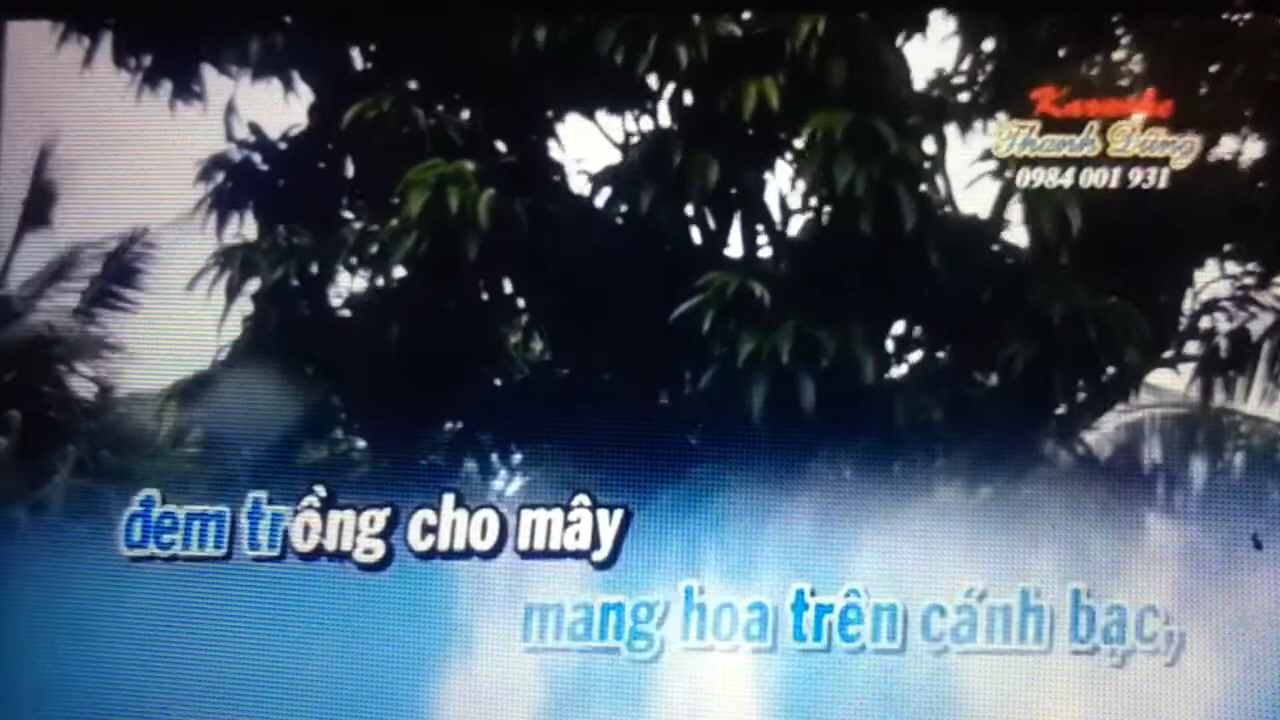 Karaoke
Thanh Dũng
0984 001 931
đem trồng cho mây
mang hoa trên cánh bạc,